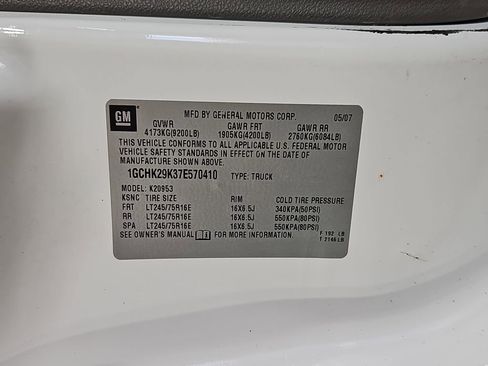 GM
MFD BY GENERAL MOTORS CORP. 05/07
GVWR GAWR FRT GAWR RR
4173KG(9200LB) 1905KG(4200LB) 2760KG(6084LB)
THIS VEHICLE CONFORMS TO ALL APPLICABLE U.S. FEDERAL MOTOR
VEHICLE SAFETY STANDARDS IN EFFECT ON THE DATE OF
MANUFACTURE SHOWN ABOVE.
1GCHK29K37E570410 TYPE: TRUCK
MODEL: K20953
KSNC TIRE SIZE RIM COLD TIRE PRESSURE
FRT LT245/75R16E 16X6.5J 340KPA(50PSI)
RR LT245/75R16E 16X6.5J 550KPA(80PSI)
SPA LT245/75R16E 16X6.5J 550KPA(80PSI)
SEE OWNER'S MANUAL FOR MORE INFORMATION. F 192 LB
T 2146 LB